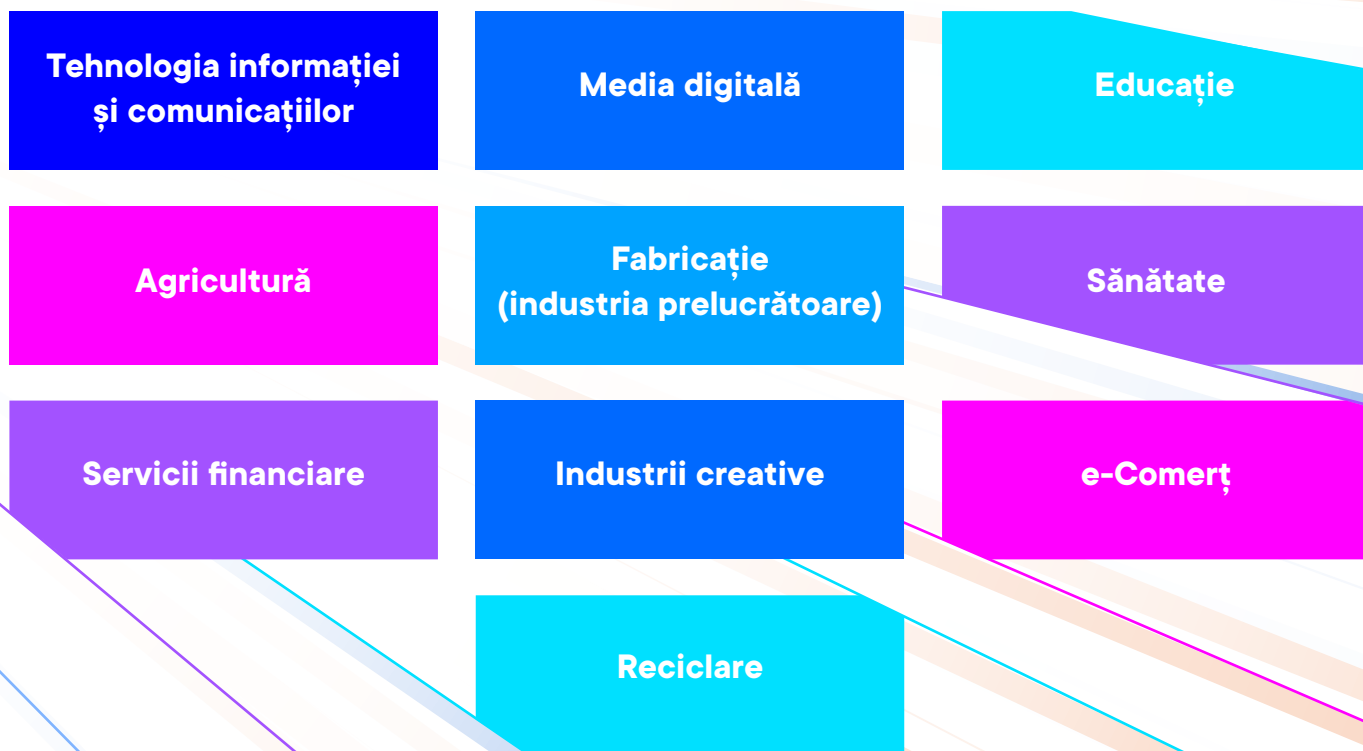 Tehnologia informației
și comunicațiilor
Media digitală
Educație
Agricultură
Fabricație
(industria prelucrătoare)
Sănătate
Servicii financiare
Industrii creative
e-Comerț
Reciclare